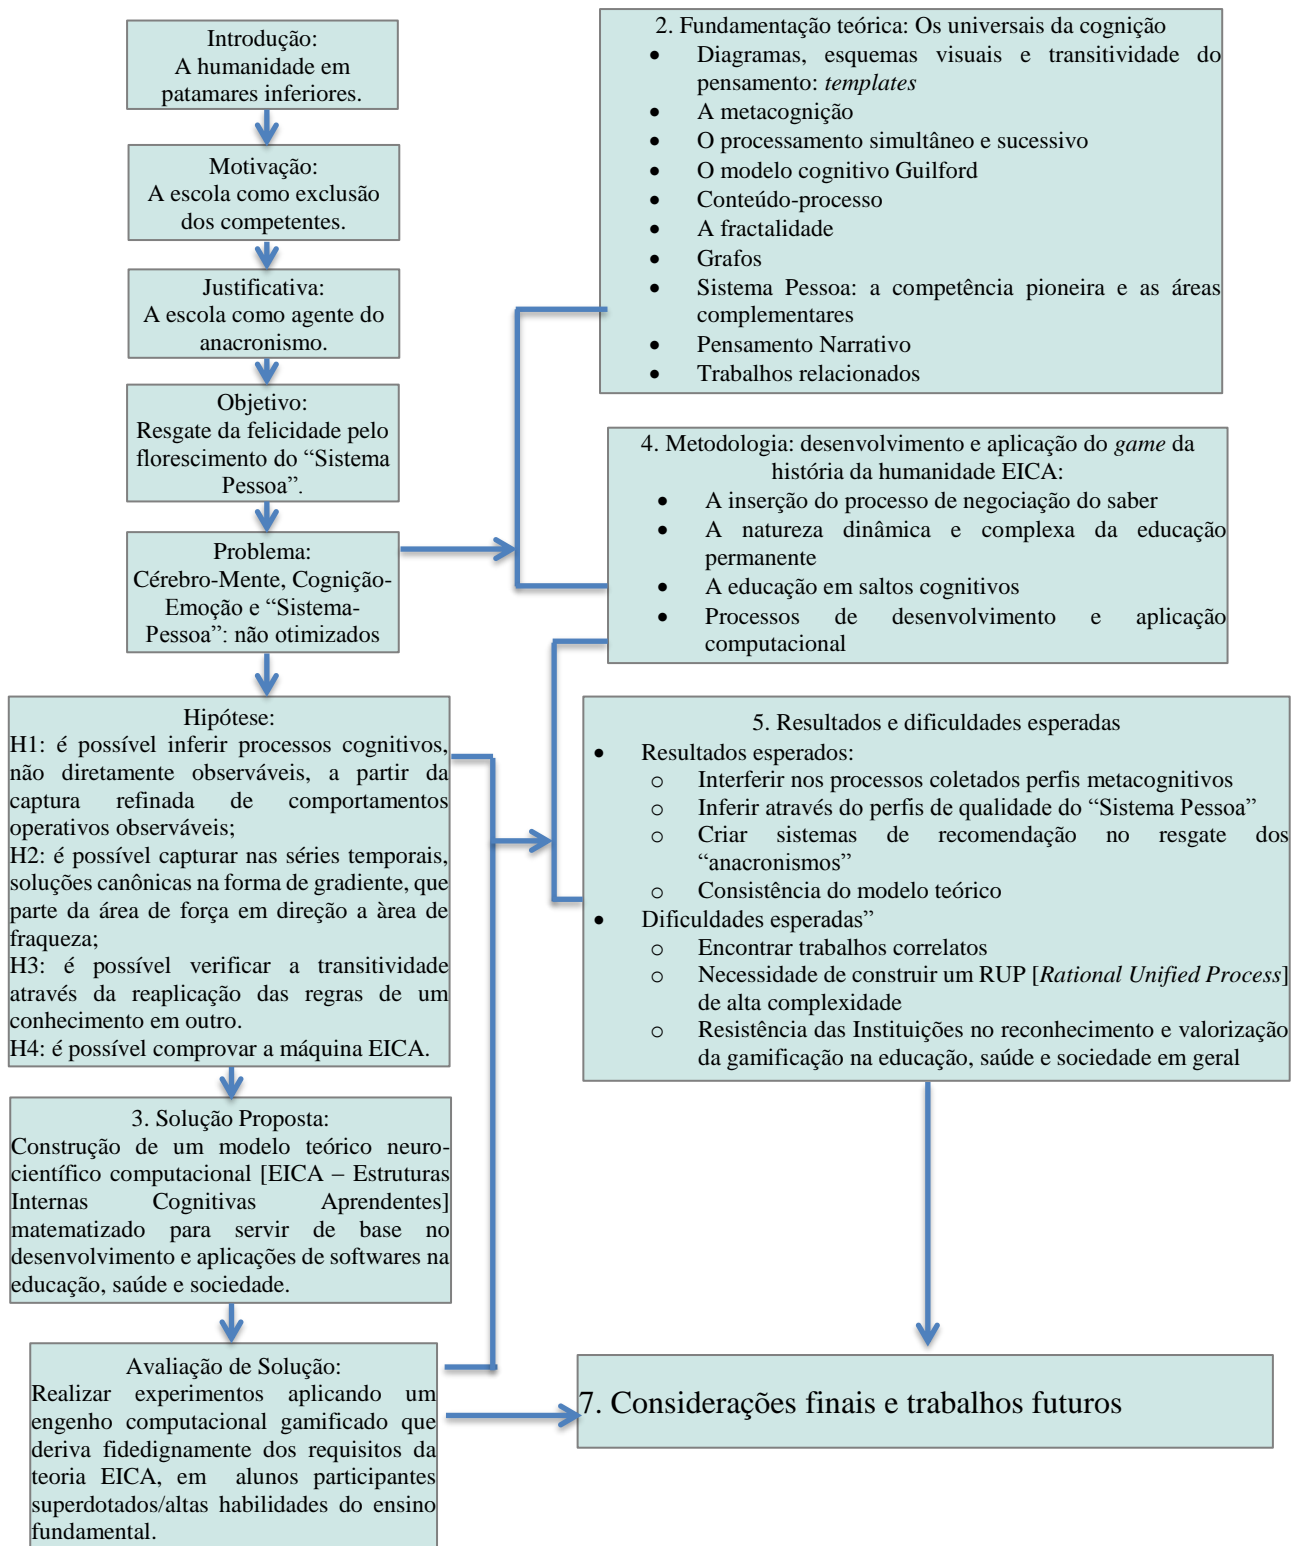 Introdução:
A humanidade em
patamares inferiores.
Motivação:
A escola como exclusão
dos competentes.
Justificativa:
A escola como agente do
anacronismo.
Objetivo:
Resgate da felicidade pelo
florescimento do “Sistema
Pessoa”.
Problema:
Cérebro-Mente, Cognição-
Emoção e “Sistema-
Pessoa”: não otimizados
Hipótese:
H1: é possível inferir processos cognitivos,
não diretamente observáveis, a partir da
captura refinada de comportamentos
operativos observáveis;
H2: é possível capturar nas séries temporais,
soluções canônicas na forma de gradiente, que
parte da área de força em direção a àrea de
fraqueza;
H3: é possível verificar a transitividade
através da reaplicação das regras de um
conhecimento em outro.
H4: é possível comprovar a máquina EICA.
3. Solução Proposta:
Construção de um modelo teórico neuro-
científico computacional [EICA – Estruturas
Internas Cognitivas Aprendentes]
matematizado para servir de base no
desenvolvimento e aplicações de softwares na
educação, saúde e sociedade.
Avaliação de Solução:
Realizar experimentos aplicando um
engenho computacional gamificado que
deriva fidedignamente dos requisitos da
teoria EICA, em alunos participantes
superdotados/altas habilidades do ensino
fundamental.
2. Fundamentação teórica: Os universais da cognição
• Diagramas, esquemas visuais e transitividade do
pensamento: templates
• A metacognição
• O processamento simultâneo e sucessivo
• O modelo cognitivo Guilford
• Conteúdo-processo
• A fractalidade
• Grafos
• Sistema Pessoa: a competência pioneira e as áreas
complementares
• Pensamento Narrativo
• Trabalhos relacionados
4. Metodologia: desenvolvimento e aplicação do game da
história da humanidade EICA:
• A inserção do processo de negociação do saber
• A natureza dinâmica e complexa da educação
permanente
• A educação em saltos cognitivos
• Processos de desenvolvimento e aplicação
computacional
5. Resultados e dificuldades esperadas
• Resultados esperados:
o Interferir nos processos coletados perfis metacognitivos
o Inferir através do perfis de qualidade do “Sistema Pessoa”
o Criar sistemas de recomendação no resgate dos
“anacronismos”
o Consistência do modelo teórico
• Dificuldades esperadas”
o Encontrar trabalhos correlatos
o Necessidade de construir um RUP [Rational Unified Process]
de alta complexidade
o Resistência das Instituições no reconhecimento e valorização
da gamificação na educação, saúde e sociedade em geral
7. Considerações finais e trabalhos futuros